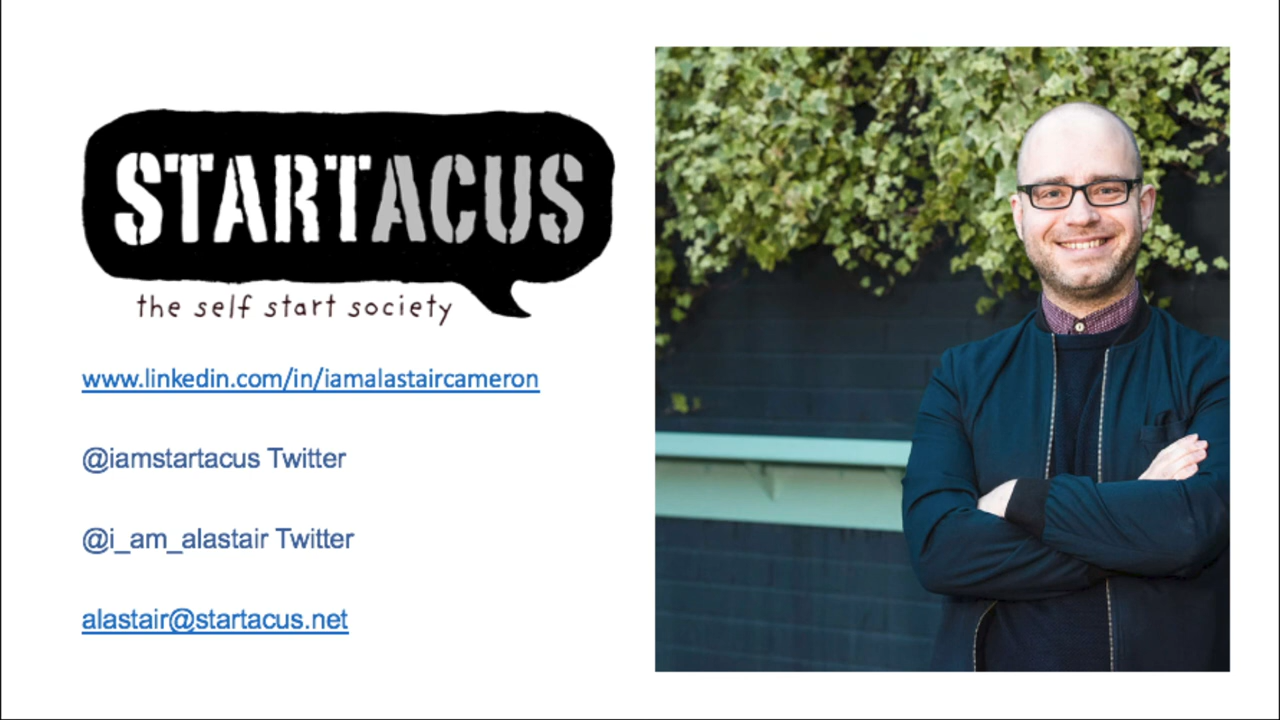 STARTACUS
the self start society
www.linkedin.com/in/iamalastaircameron
@iamstartacus Twitter
@i_am_alastair Twitter
alastair@startacus.net